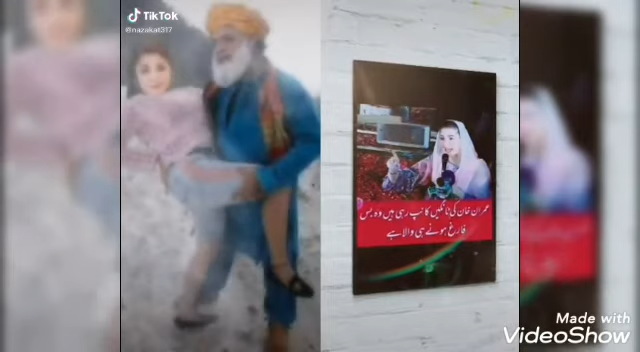 TikTok
@nazakat317
عمران خان کی ٹانگیں کانپ رہی ہیں وہ بس
فارغ ہونے ہی والا ہے
Made with
VideoShow